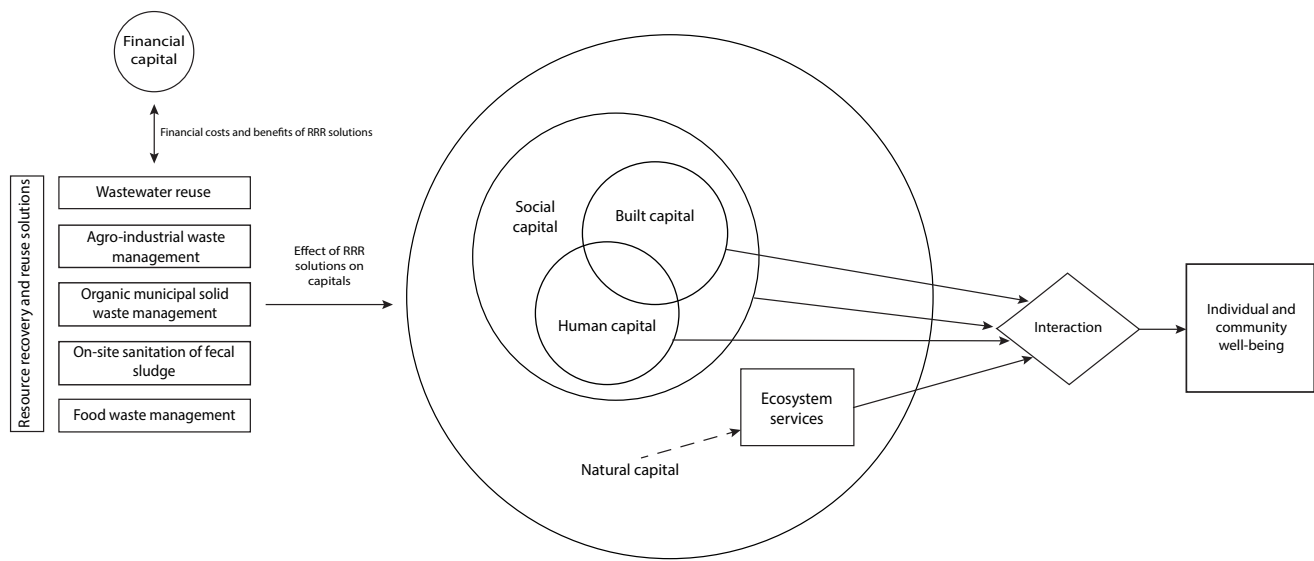 Financial
capital
Financial costs and benefits of RRR solutions
Resource recovery and reuse solutions
Wastewater reuse
Agro-industrial waste
management
Organic municipal solid
waste management
On-site sanitation of fecal
sludge
Food waste management
Effect of RRR
solutions on
capitals
Social
capital
Built capital
Human capital
Ecosystem
services
Natural capital
Interaction
Individual and
community
well-being